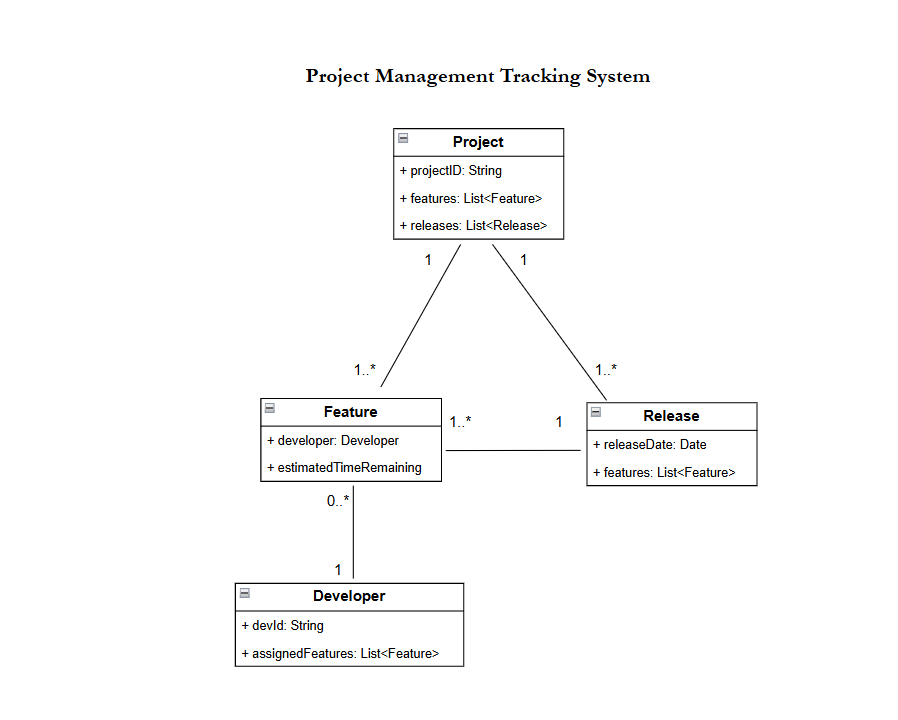 Project Management Tracking System
Project
+ projectID: String
+ features: List<Feature>
+ releases: List<Release>
1
1
1..*
1..*
Feature
+ developer: Developer
+ estimatedTimeRemaining
1..*
1
Release
+ releaseDate: Date
+ features: List<Feature>
0..*
1
Developer
+ devId: String
+ assignedFeatures: List<Feature>